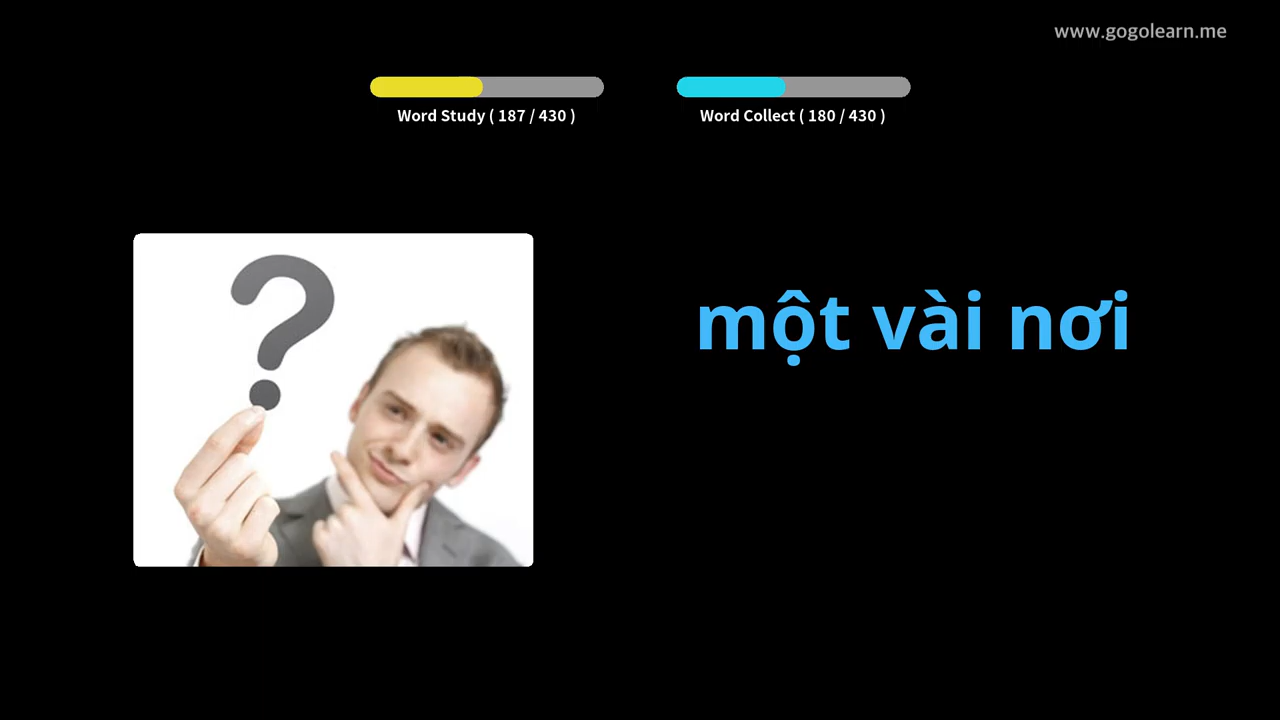 www.gogolearn.me
Word Study ( 187 / 430 )
Word Collect ( 180 / 430 )
?
một vài nơi